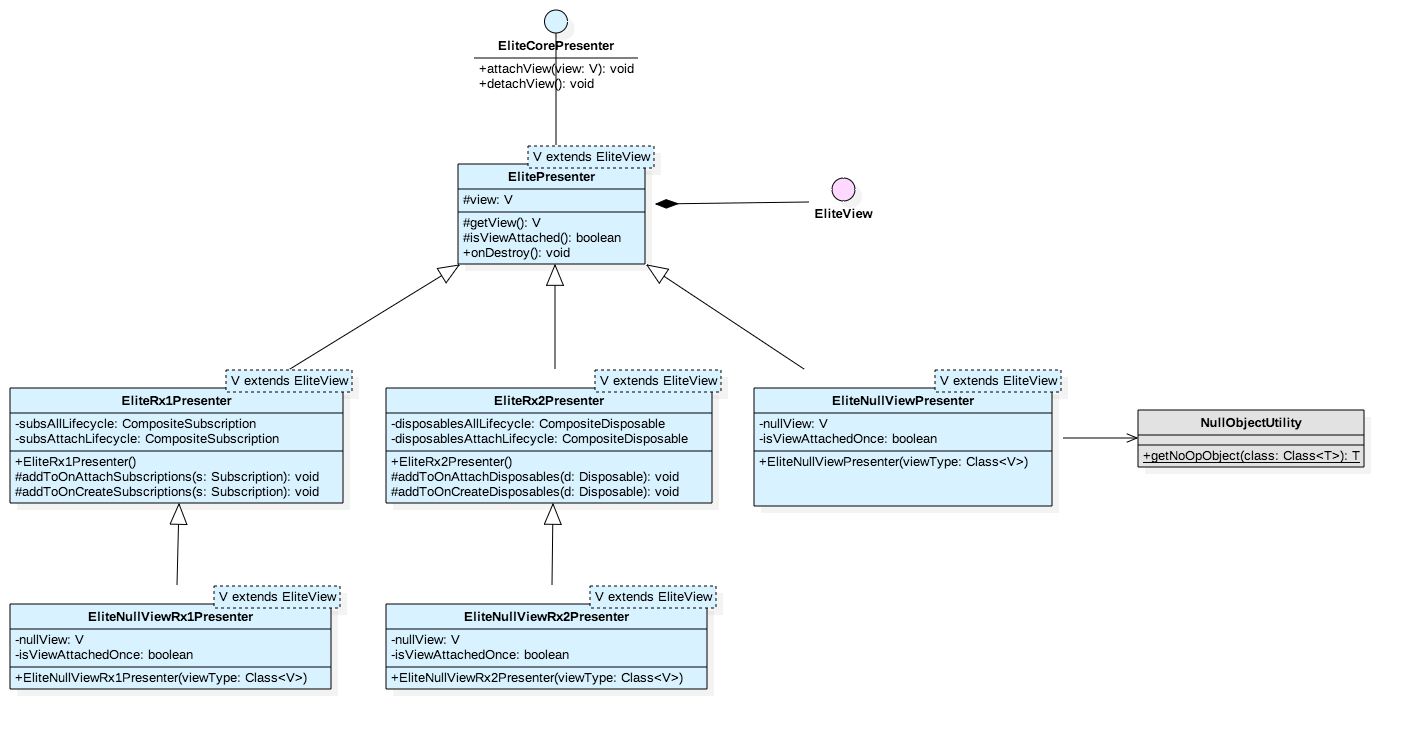 EliteCorePresenter
+attachView(view: V): void
+detachView(): void
V extends EliteView
ElitePresenter
#view: V
#getView(): V
#isViewAttached(): boolean
+onDestroy(): void
EliteView
V extends EliteView
EliteRx1Presenter
-subsAllLifecycle: CompositeSubscription
-subsAttachLifecycle: CompositeSubscription
+EliteRx1Presenter()
#addToOnAttachSubscriptions(s: Subscription): void
#addToOnCreateSubscriptions(s: Subscription): void
V extends EliteView
EliteRx2Presenter
-disposablesAllLifecycle: CompositeDisposable
-disposablesAttachLifecycle: CompositeDisposable
+EliteRx2Presenter()
#addToOnAttachDisposables(d: Disposable): void
#addToOnCreateDisposables(d: Disposable): void
V extends EliteView
EliteNullViewPresenter
-nullView: V
-isViewAttachedOnce: boolean
+EliteNullViewPresenter(viewType: Class<V>)
NullObjectUtility
+getNoOpObject(class: Class<T>): T
V extends EliteView
EliteNullViewRx1Presenter
-nullView: V
-isViewAttachedOnce: boolean
+EliteNullViewRx1Presenter(viewType: Class<V>)
V extends EliteView
EliteNullViewRx2Presenter
-nullView: V
-isViewAttachedOnce: boolean
+EliteNullViewRx2Presenter(viewType: Class<V>)